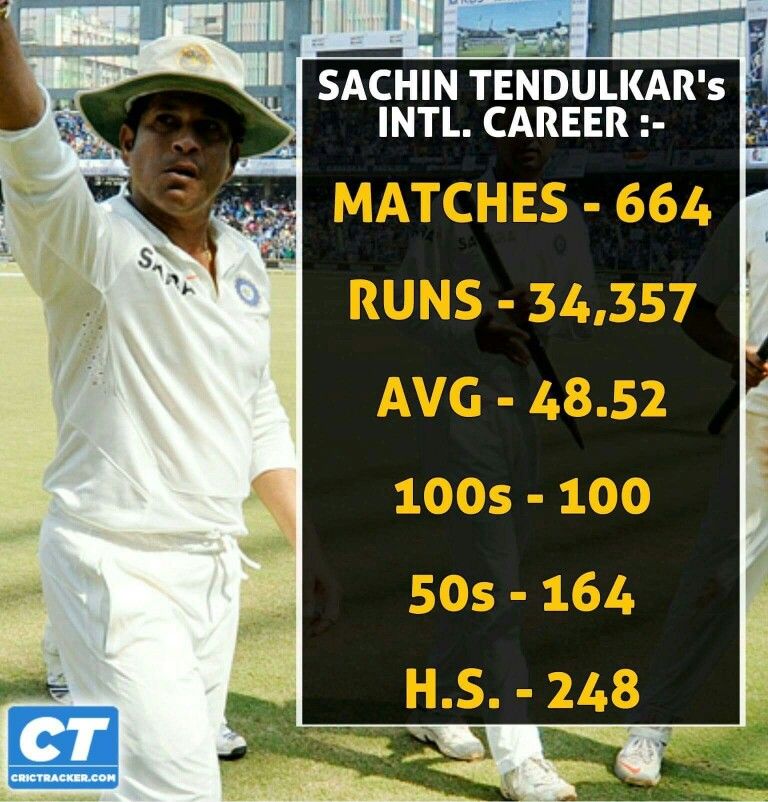 SACHIN TENDULKAR's
INTL. CAREER :-
MATCHES - 664
RUNS - 34,357
AVG - 48.52
100s - 100
50s - 164
H.S. - 248
CT
CRICTRACKER.COM